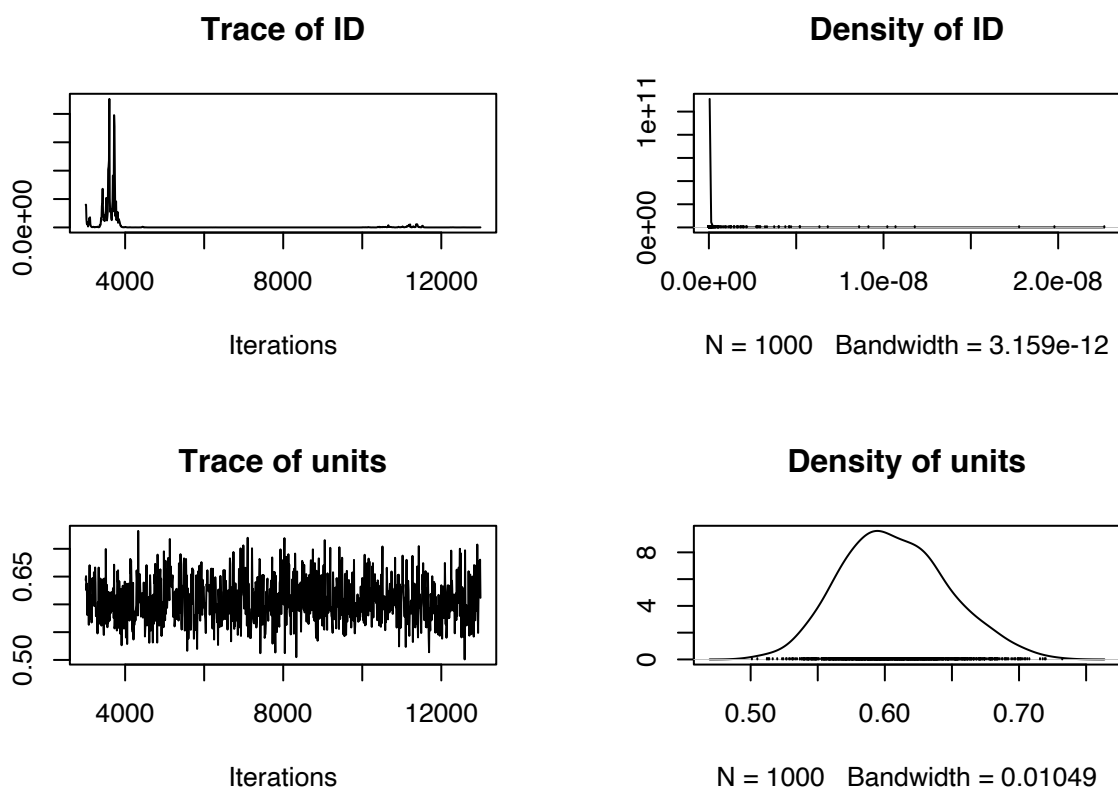 Trace of ID
0.0e+00
4000 8000 12000
Iterations
Density of ID
0e+00 1e+11
0.0e+00 1.0e-08 2.0e-08
N = 1000 Bandwidth = 3.159e-12
Trace of units
0.50 0.65
4000 8000 12000
Iterations
Density of units
0 4 8
0.50 0.60 0.70
N = 1000 Bandwidth = 0.01049